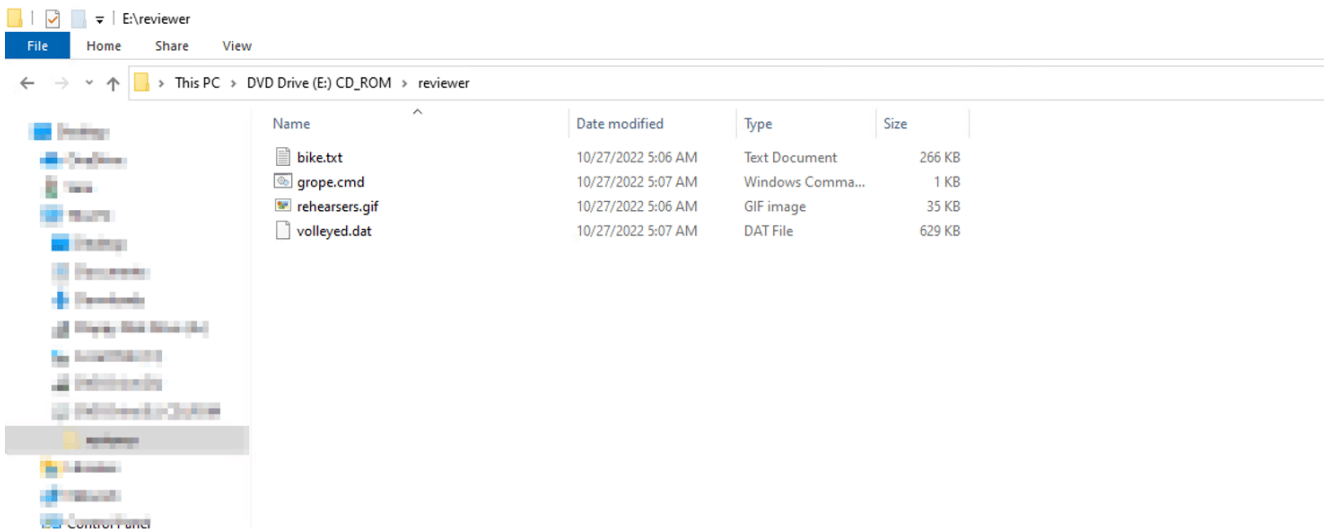 E:\reviewer
File Home Share View
This PC > DVD Drive (E:) CD_ROM > reviewer
Name Date modified Type Size
bike.txt 10/27/2022 5:06 AM Text Document 266 KB
grope.cmd 10/27/2022 5:07 AM Windows Comma... 1 KB
rehearsers.gif 10/27/2022 5:06 AM GIF image 35 KB
volleyed.dat 10/27/2022 5:07 AM DAT File 629 KB
Control Panel